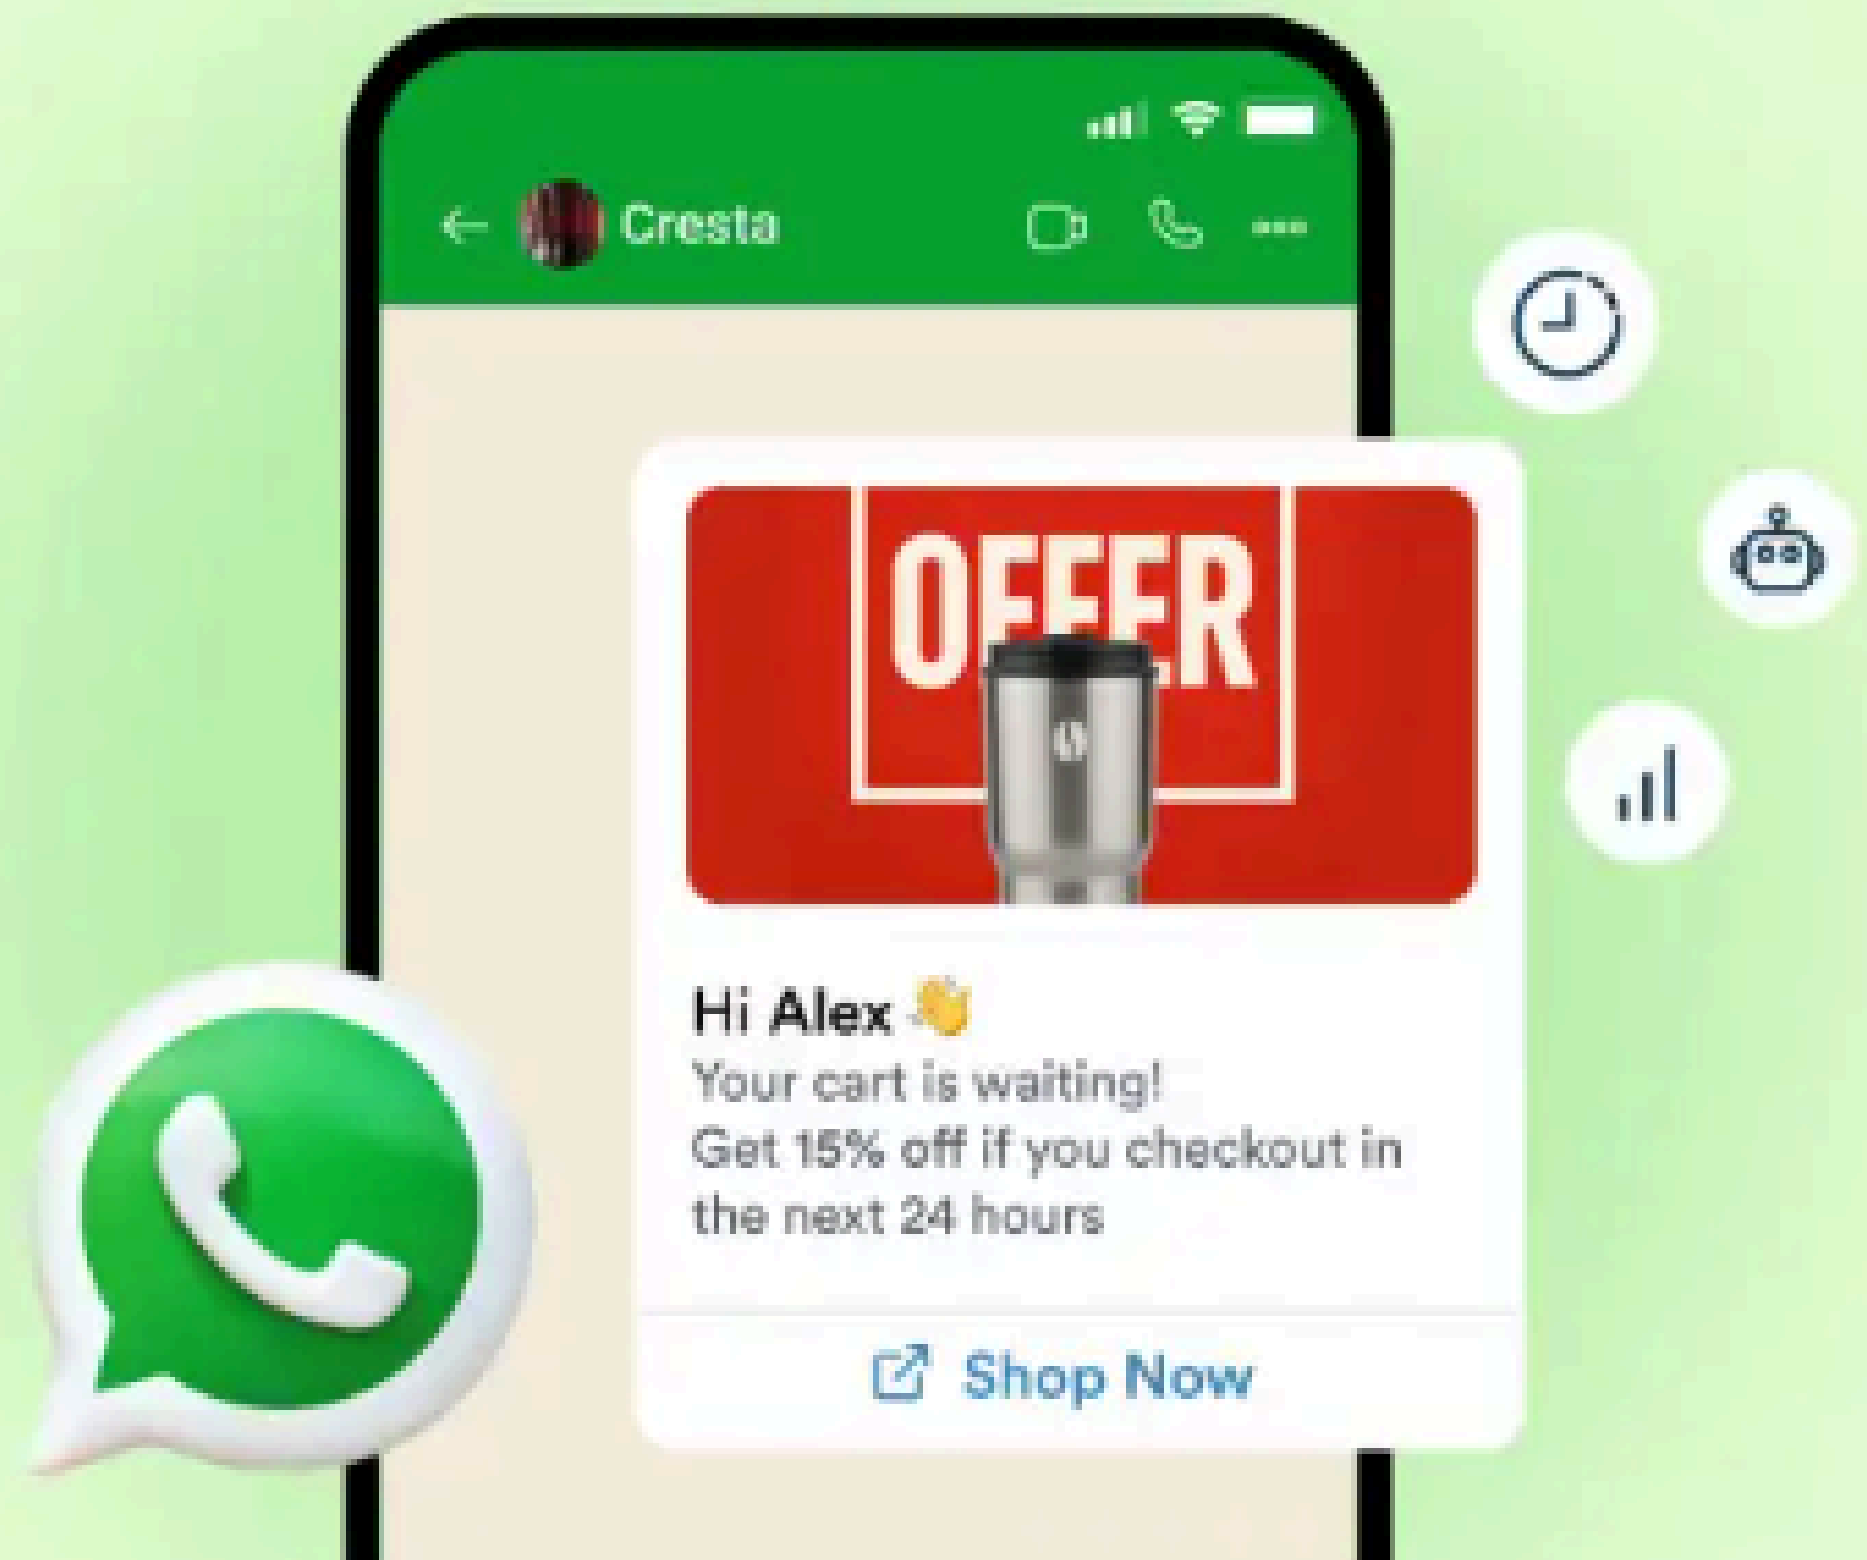 Cresta
OFFER
Hi Alex 👋
Your cart is waiting!
Get 15% off if you checkout in
the next 24 hours
Shop Now